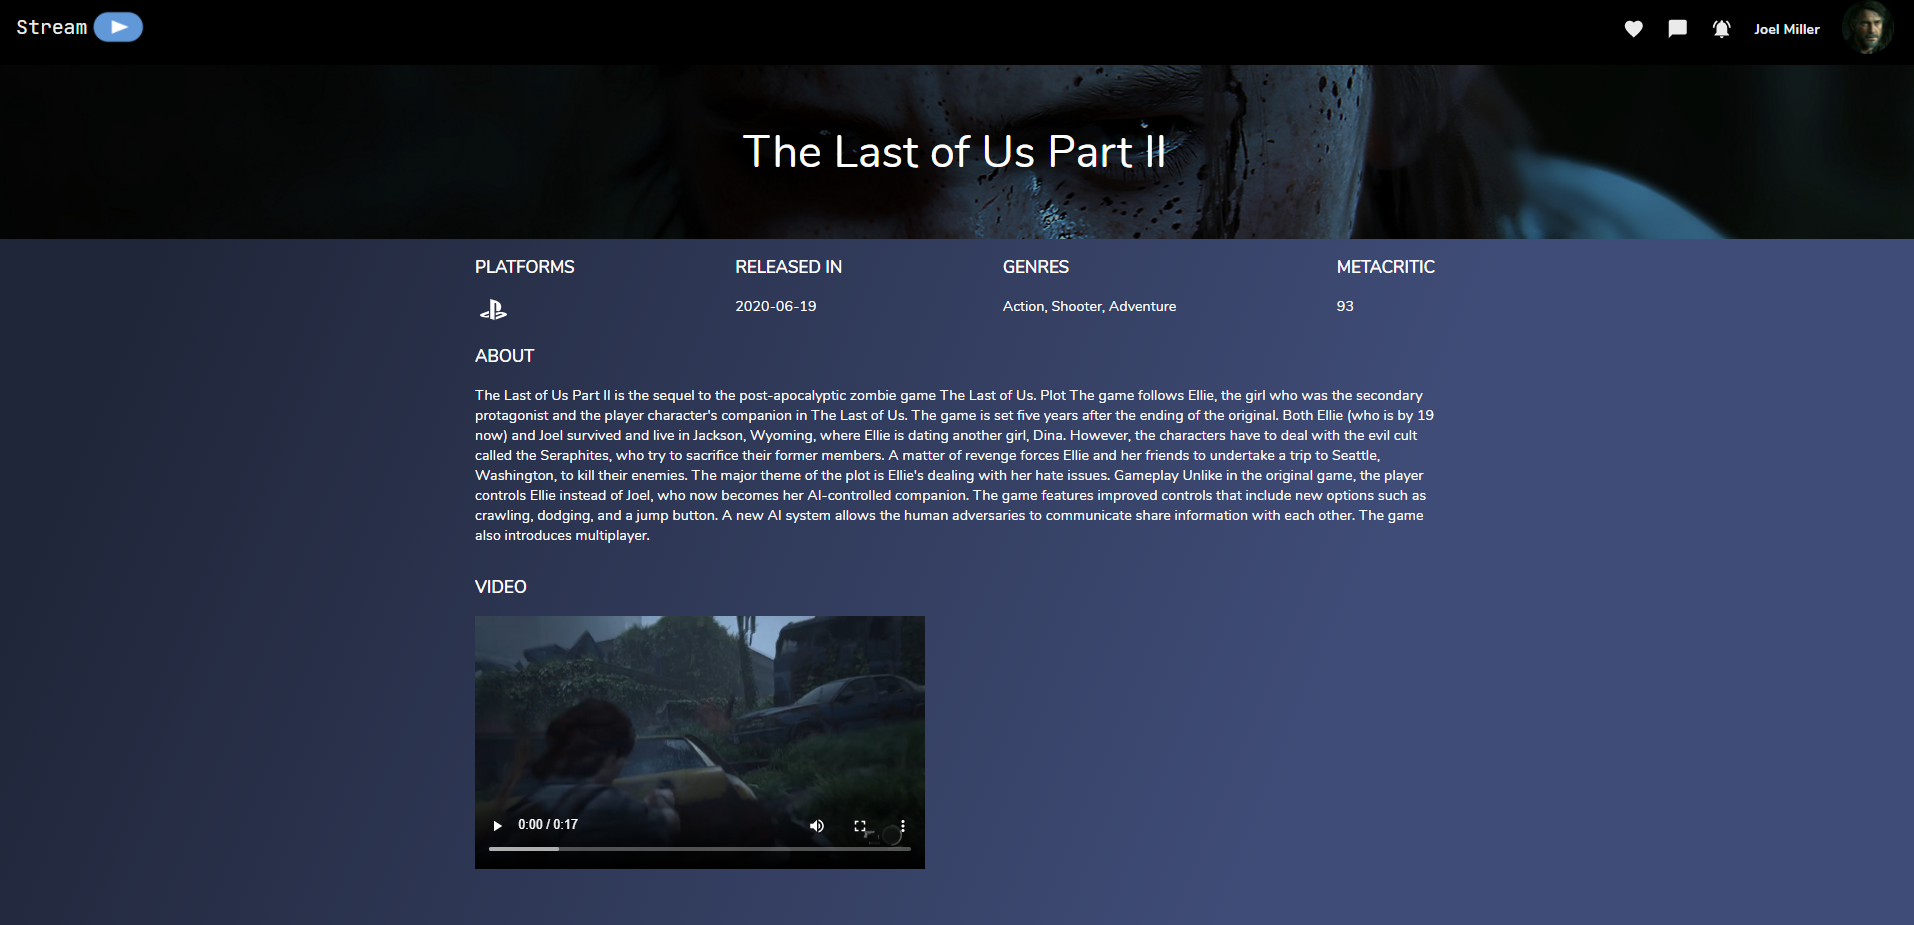 Stream
Joel Miller
The Last of Us Part II
PLATFORMS
RELEASED IN
GENRES
METACRITIC
2020-06-19
Action, Shooter, Adventure
93
ABOUT
The Last of Us Part II is the sequel to the post-apocalyptic zombie game The Last of Us. Plot The game follows Ellie, the girl who was the secondary
protagonist and the player character's companion in The Last of Us. The game is set five years after the ending of the original. Both Ellie (who is by 19
now) and Joel survived and live in Jackson, Wyoming, where Ellie is dating another girl, Dina. However, the characters have to deal with the evil cult
called the Seraphites, who try to sacrifice their former members. A matter of revenge forces Ellie and her friends to undertake a trip to Seattle,
Washington, to kill their enemies. The major theme of the plot is Ellie's dealing with her hate issues. Gameplay Unlike in the original game, the player
controls Ellie instead of Joel, who now becomes her AI-controlled companion. The game features improved controls that include new options such as
crawling, dodging, and a jump button. A new AI system allows the human adversaries to communicate share information with each other. The game
also introduces multiplayer.
VIDEO
0:00 / 0:17